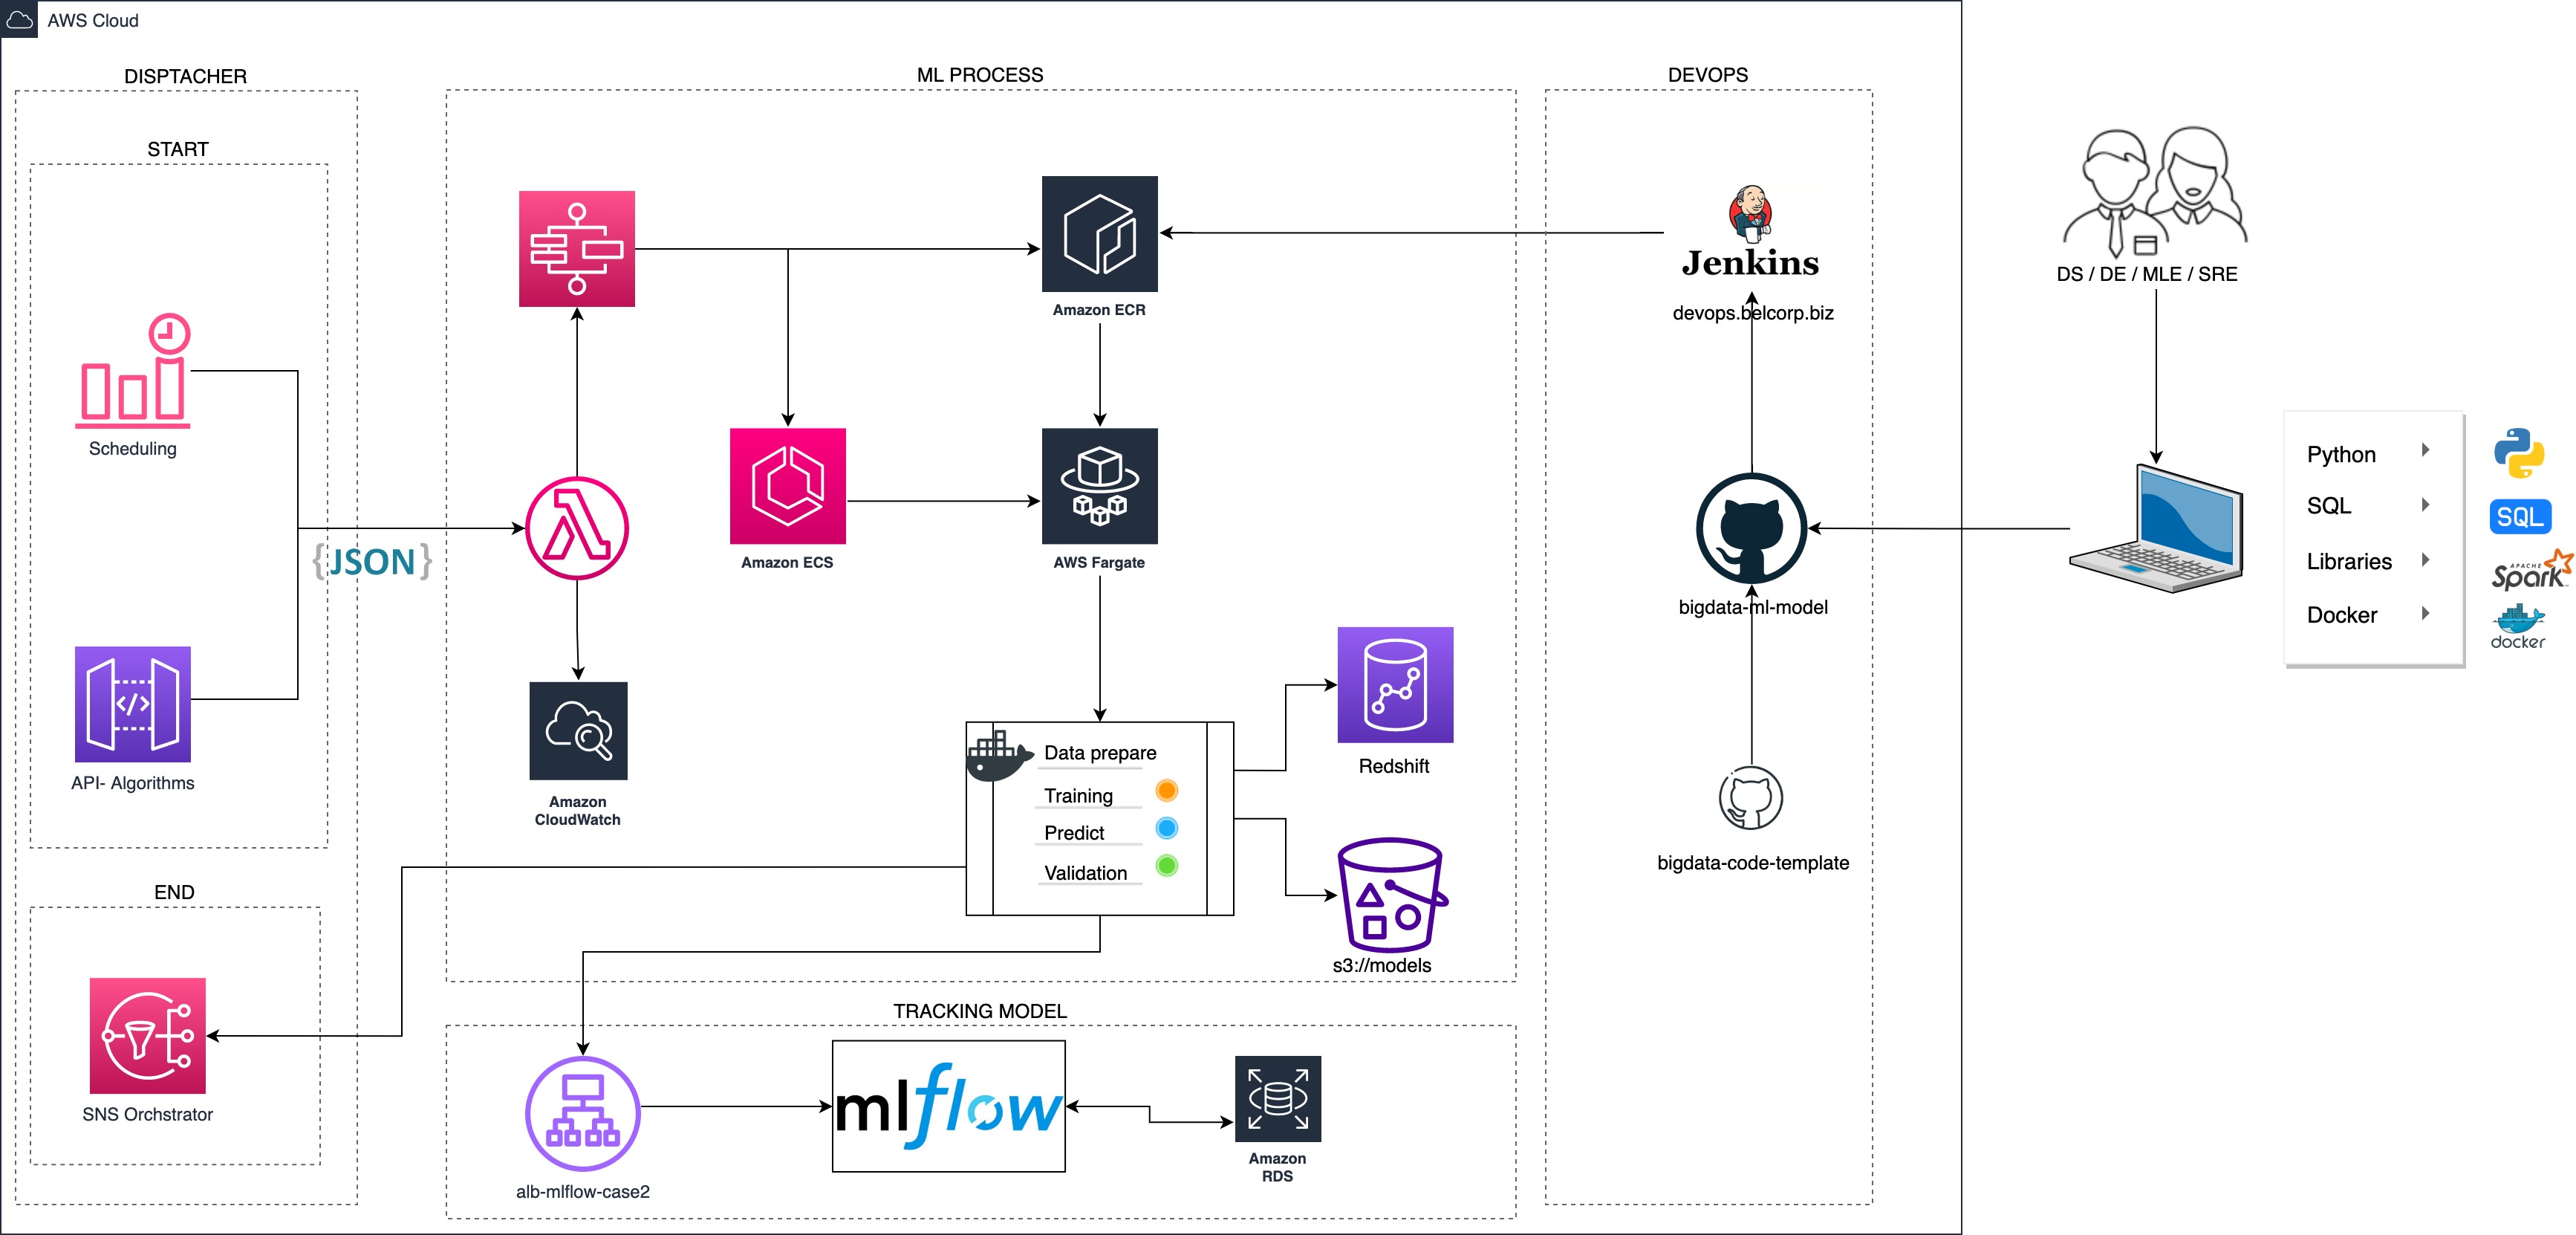 AWS Cloud
DISPTACHER
START
Scheduling
API- Algorithms
{JSON}
END
SNS Orchstrator
ML PROCESS
Amazon ECR
Amazon ECS
AWS Fargate
Amazon
CloudWatch
Data prepare
Training
Predict
Validation
Redshift
s3://models
TRACKING MODEL
alb-mlflow-case2
mlflow
Amazon
RDS
DEVOPS
Jenkins
devops.belcorp.biz
bigdata-ml-model
bigdata-code-template
DS / DE / MLE / SRE
Python
SQL
Libraries
Docker
SQL
APACHE
Spark
docker